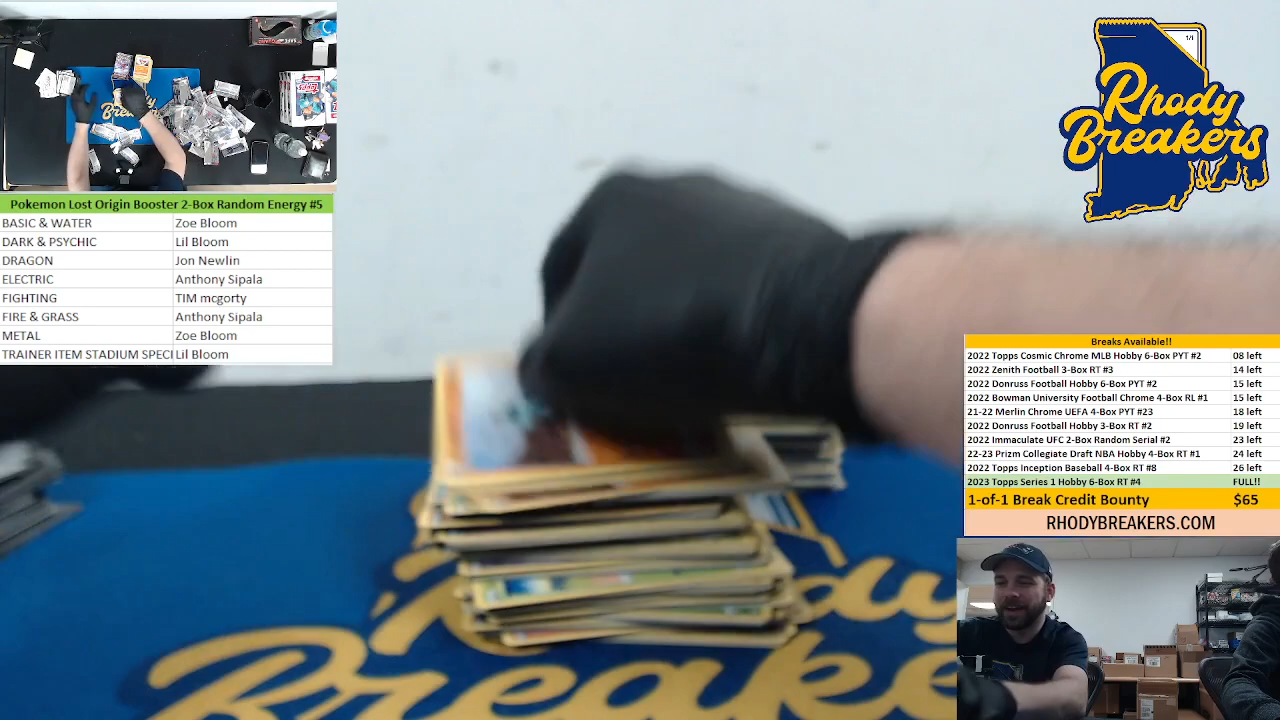 Pokemon Lost Origin Booster 2-Box Random Energy #5
BASIC & WATER Zoe Bloom
DARK & PSYCHIC Lil Bloom
DRAGON Jon Newlin
ELECTRIC Anthony Sipala
FIGHTING TIM mcgorty
FIRE & GRASS Anthony Sipala
METAL Zoe Bloom
TRAINER ITEM STADIUM SPECI Lil Bloom
1/1
Rhody
Breakers
Breaks Available!!
2022 Topps Cosmic Chrome MLB Hobby 6-Box PYT #2 08 left
2022 Zenith Football 3-Box RT #3 14 left
2022 Donruss Football Hobby 6-Box PYT #2 15 left
2022 Bowman University Football Chrome 4-Box RL #1 15 left
21-22 Merlin Chrome UEFA 4-Box PYT #23 18 left
2022 Donruss Football Hobby 3-Box RT #2 19 left
2022 Immaculate UFC 2-Box Random Serial #2 23 left
22-23 Prizm Collegiate Draft NBA Hobby 4-Box RT #1 24 left
2022 Topps Inception Baseball 4-Box RT #8 26 left
2023 Topps Series 1 Hobby 6-Box RT #4 FULL!!
1-of-1 Break Credit Bounty $65
RHODYBREAKERS.COM
dy
Breake